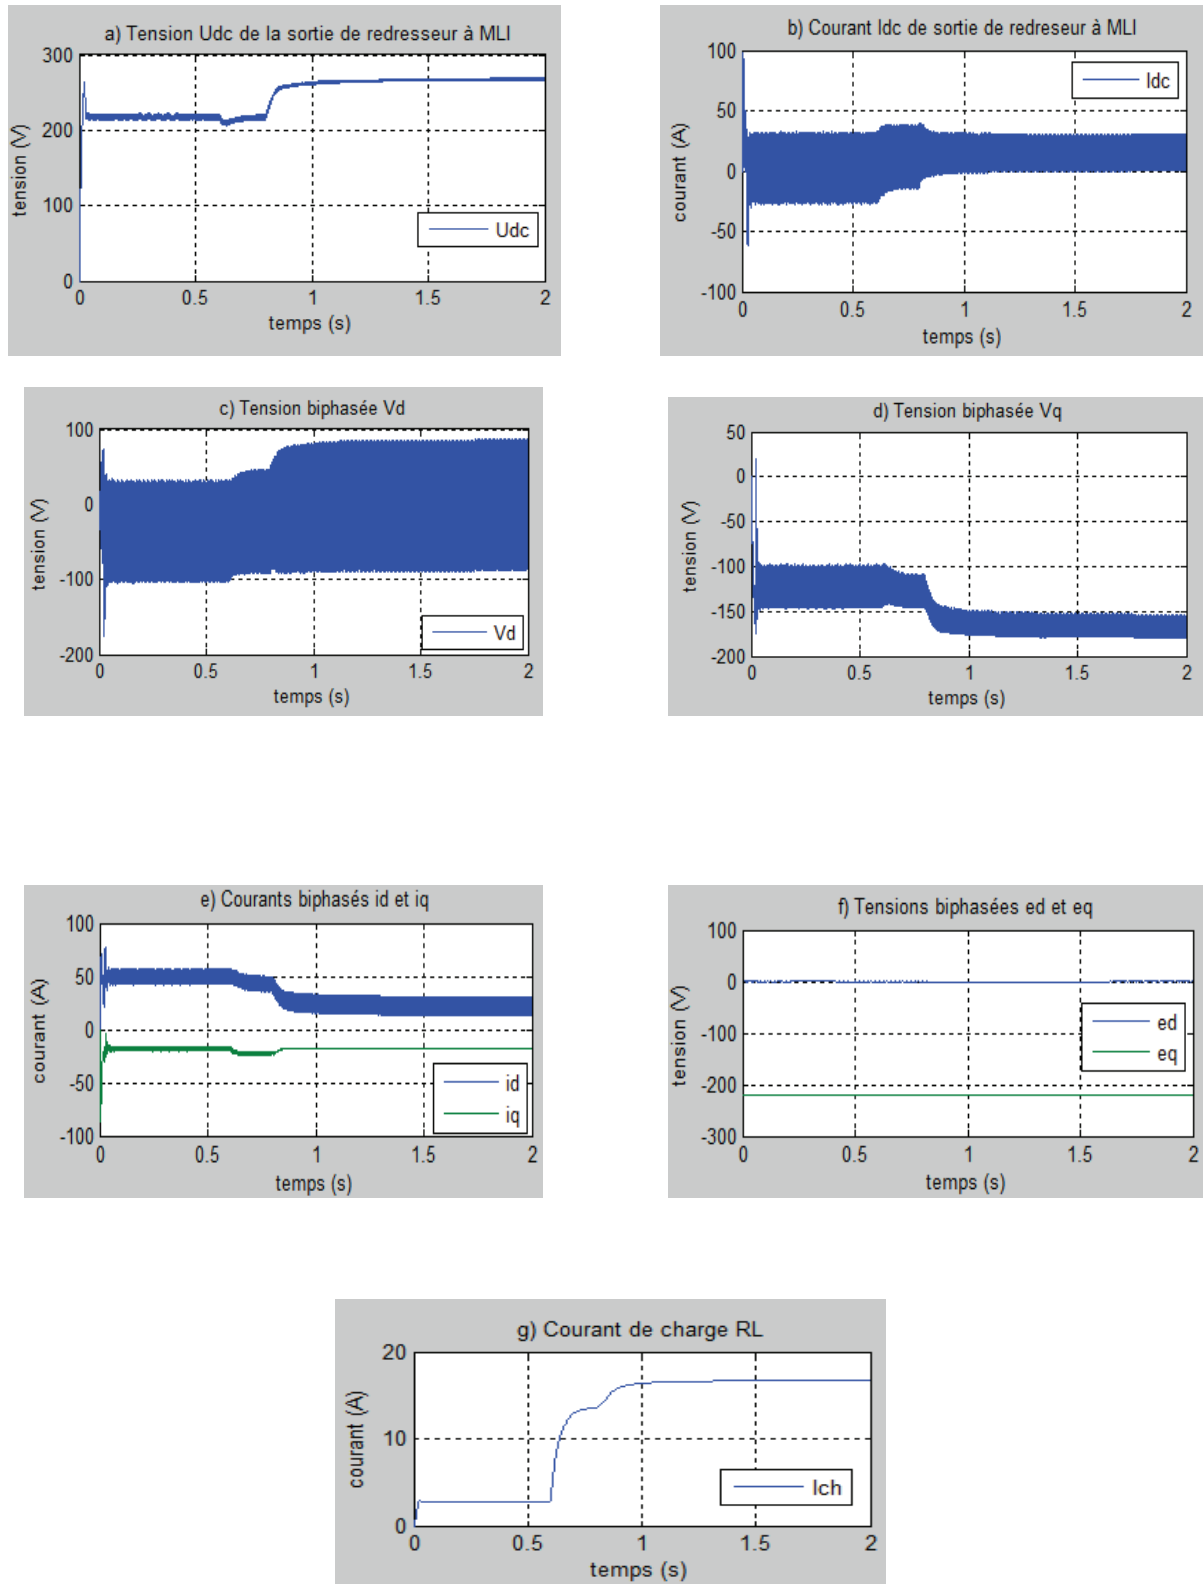 a) Tension Udc de la sortie de redresseur à MLI
300
200
100
0
tension (V)
Udc
0 0.5 1 1.5 2
temps (s)
b) Courant Idc de sortie de redreseur à MLI
100
50
0
-50
-100
courant (A)
Idc
0 0.5 1 1.5 2
temps (s)
c) Tension biphasée Vd
100
0
-100
-200
tension (V)
Vd
0 0.5 1 1.5 2
temps (s)
d) Tension biphasée Vq
50
0
-50
-100
-150
-200
tension (V)
Vq
0 0.5 1 1.5 2
temps (s)
e) Courants biphasés id et iq
100
50
0
-50
-100
courant (A)
id
iq
0 0.5 1 1.5 2
temps (s)
f) Tensions biphasées ed et eq
100
0
-100
-200
-300
tension (V)
ed
eq
0 0.5 1 1.5 2
temps (s)
g) Courant de charge RL
20
10
0
courant (A)
Ich
0 0.5 1 1.5 2
temps (s)